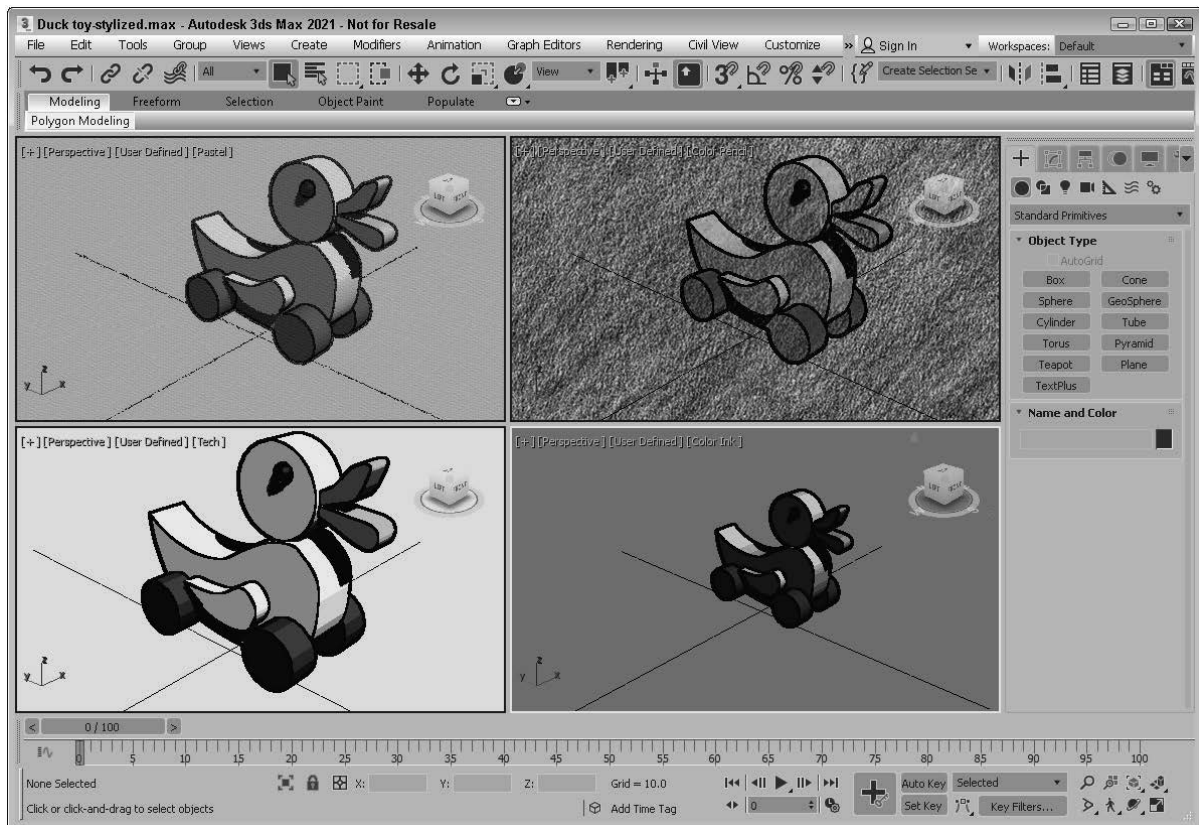 Duck toy-stylized.max - Autodesk 3ds Max 2021 - Not for Resale
File Edit Tools Group Views Create Modifiers Animation Graph Editors Rendering Civil View Customize » Sign In Workspaces: Default
All View Create Selection Se
Modeling Freeform Selection Object Paint Populate
Polygon Modeling
[+] [Perspective] [User Defined] [Pastel]
[+] [Perspective] [User Defined] [Color Pencil]
z
y x
[+] [Perspective] [User Defined] [Tech]
[+] [Perspective] [User Defined] [Color Ink]
z
y x
z
y x
Standard Primitives
Object Type
AutoGrid
Box Cone
Sphere GeoSphere
Cylinder Tube
Torus Pyramid
Teapot Plane
TextPlus
Name and Color
< 0 / 100 >
0 5 10 15 20 25 30 35 40 45 50 55 60 65 70 75 80 85 90 95 100
None Selected X: Y: Z: Grid = 10.0 Auto Key Selected
Click or click-and-drag to select objects Add Time Tag 0 Set Key Key Filters...